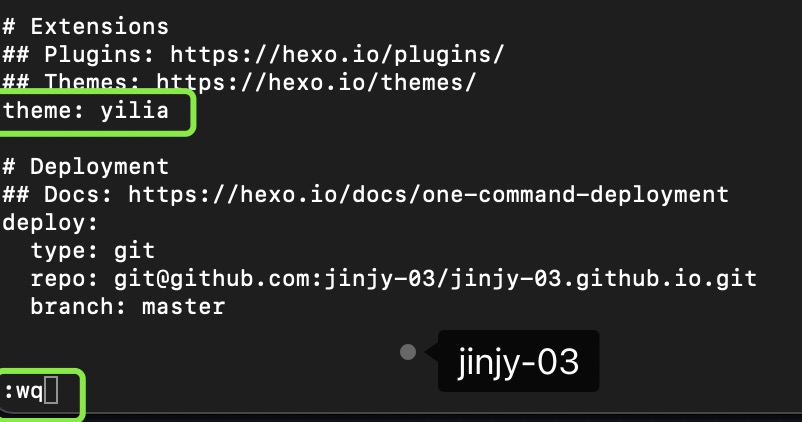 # Extensions
## Plugins: https://hexo.io/plugins/
## Themes: https://hexo.io/themes/
theme: yilia
# Deployment
## Docs: https://hexo.io/docs/one-command-deployment
deploy:
  type: git
  repo: git@github.com:jinjy-03/jinjy-03.github.io.git
  branch: master
jinjy-03
:wq